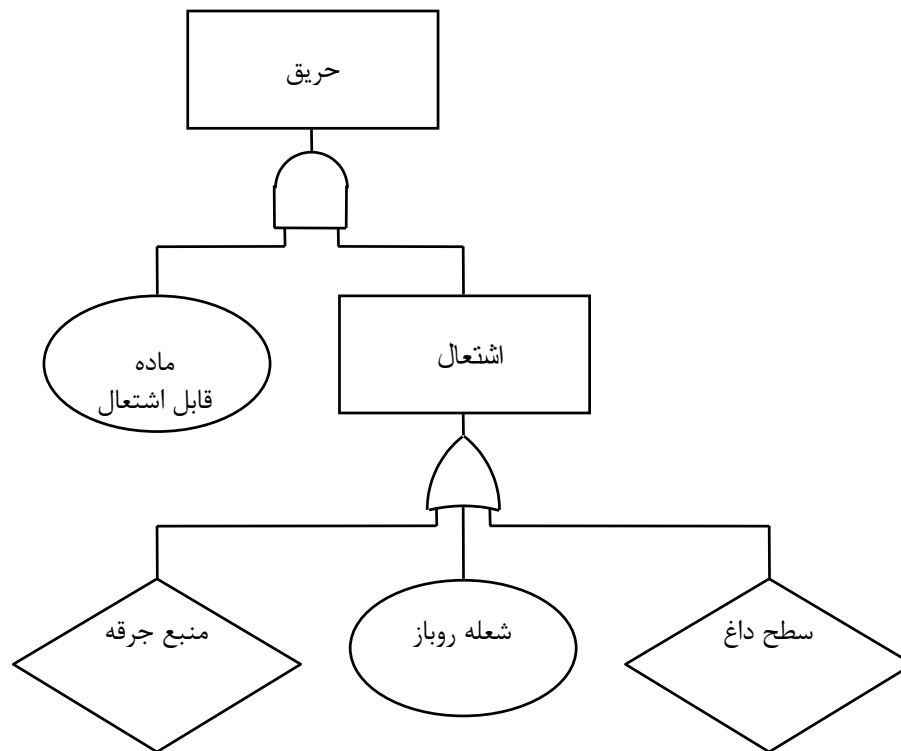 حریق
اشتعال
ماده
قابل اشتعال
سطح داغ
شعله روباز
منبع جرقه